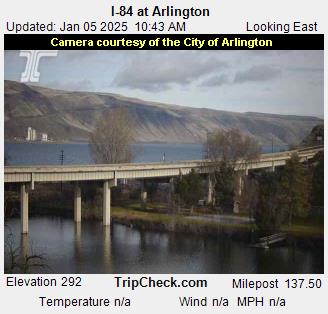 I-84 at Arlington
Updated: Jan 05 2025 10:43 AM Looking East
Camera courtesy of the City of Arlington
Elevation 292 TripCheck.com Milepost 137.50
Temperature n/a Wind n/a MPH n/a